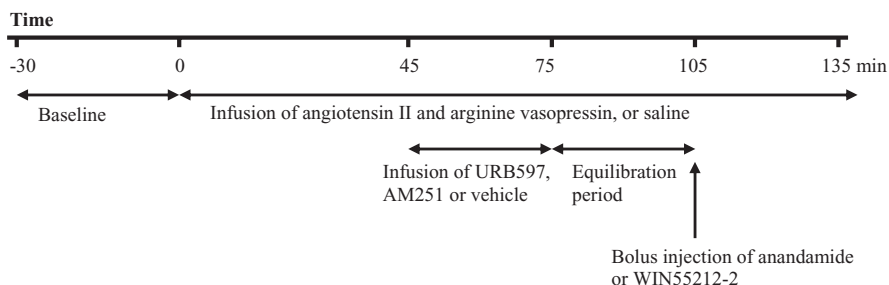 Time
-30 0 45 75 105 135 min
Baseline Infusion of angiotensin II and arginine vasopressin, or saline
Infusion of URB597, Equilibration
AM251 or vehicle period
Bolus injection of anandamide
or WIN55212-2